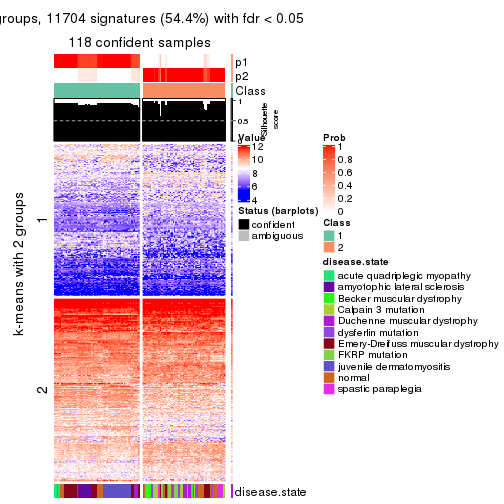 groups, 11704 signatures (54.4%) with fdr < 0.05
118 confident samples
p1
p2
Class
1
0.5
0
Silhouette score
k-means with 2 groups
1
2
disease.state
Value
12
10
8
6
4
Status (barplots)
confident
ambiguous
Prob
1
0.8
0.6
0.4
0.2
0
Class
1
2
disease.state
acute quadriplegic myopathy
amyotophic lateral sclerosis
Becker muscular dystrophy
Calpain 3 mutation
Duchenne muscular dystrophy
dysferlin mutation
Emery-Dreifuss muscular dystrophy
FKRP mutation
juvenile dermatomyositis
normal
spastic paraplegia